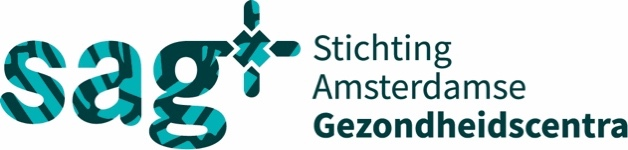 sag+
Stichting
Amsterdamse
Gezondheidscentra